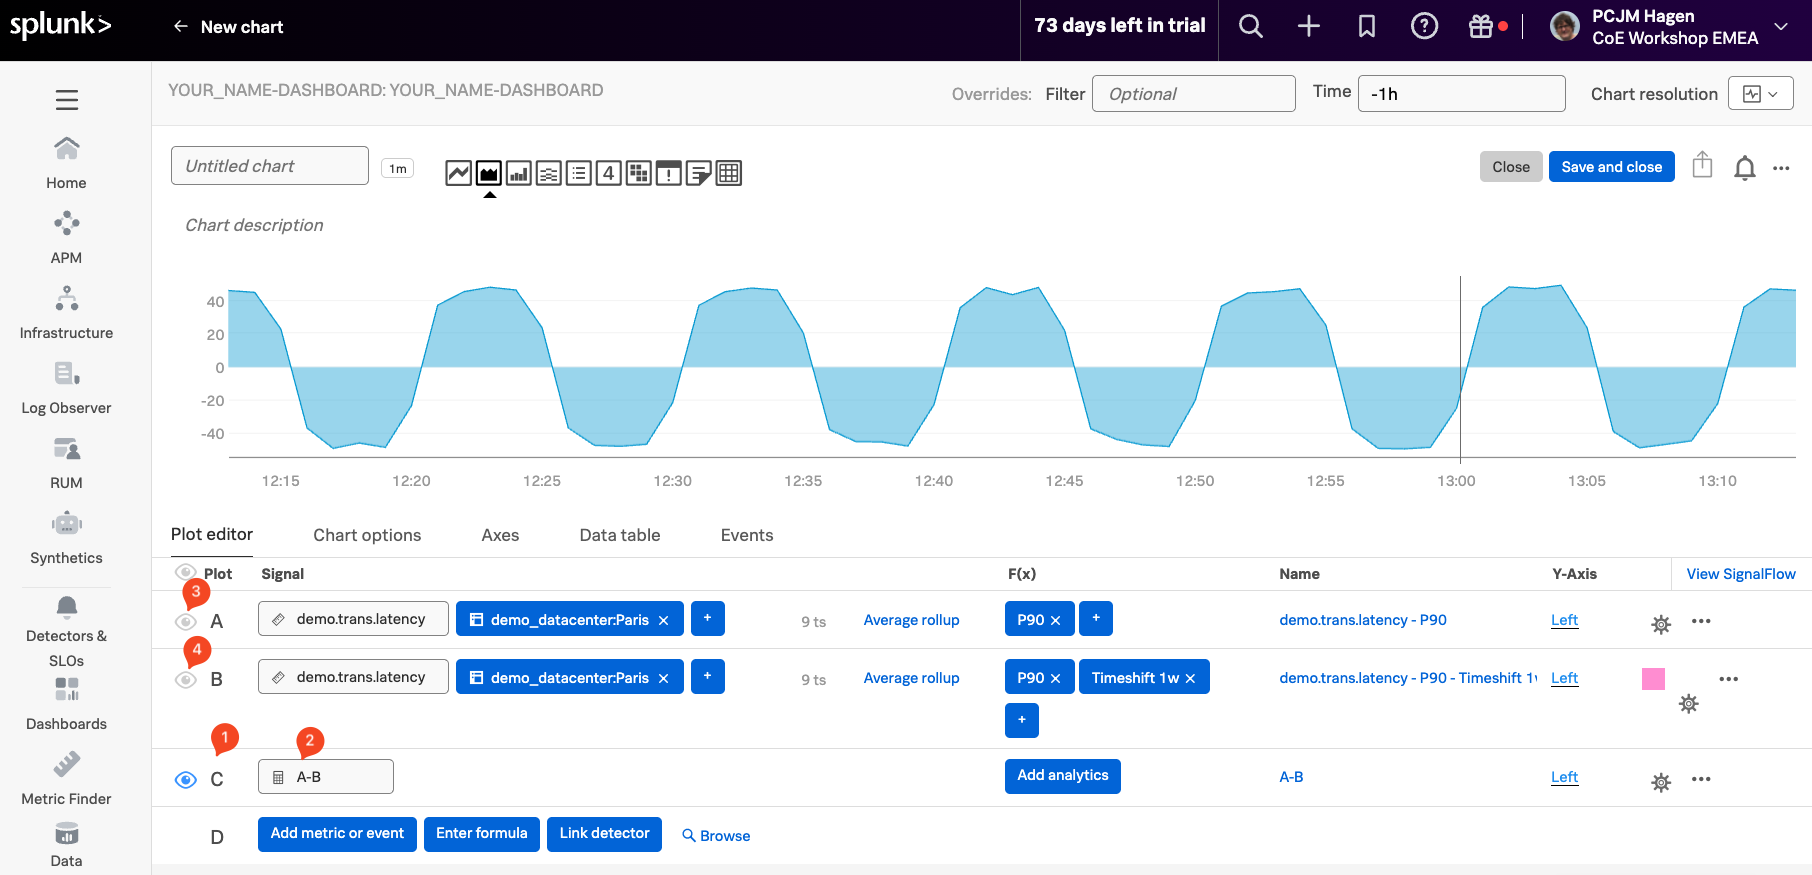 splunk>
New chart
73 days left in trial
PCJM Hagen
CoE Workshop EMEA
YOUR_NAME-DASHBOARD: YOUR_NAME-DASHBOARD
Overrides: Filter Optional Time -1h Chart resolution
Home
APM
Infrastructure
Log Observer
RUM
Synthetics
Detectors &
SLOs
Dashboards
Metric Finder
Data
Untitled chart 1m 4 Close Save and close
Chart description
40
20
0
-20
-40
12:15 12:20 12:25 12:30 12:35 12:40 12:45 12:50 12:55 13:00 13:05 13:10
Plot editor Chart options Axes Data table Events
Plot Signal F(x) Name Y-Axis View SignalFlow
3
A demo.trans.latency demo_datacenter:Paris × + 9 ts Average rollup P90 × + demo.trans.latency - P90 Left
4
B demo.trans.latency demo_datacenter:Paris × + 9 ts Average rollup P90 × Timeshift 1w × demo.trans.latency - P90 - Timeshift 1 Left
+
1 2
C A-B Add analytics A-B Left
D Add metric or event Enter formula Link detector Browse